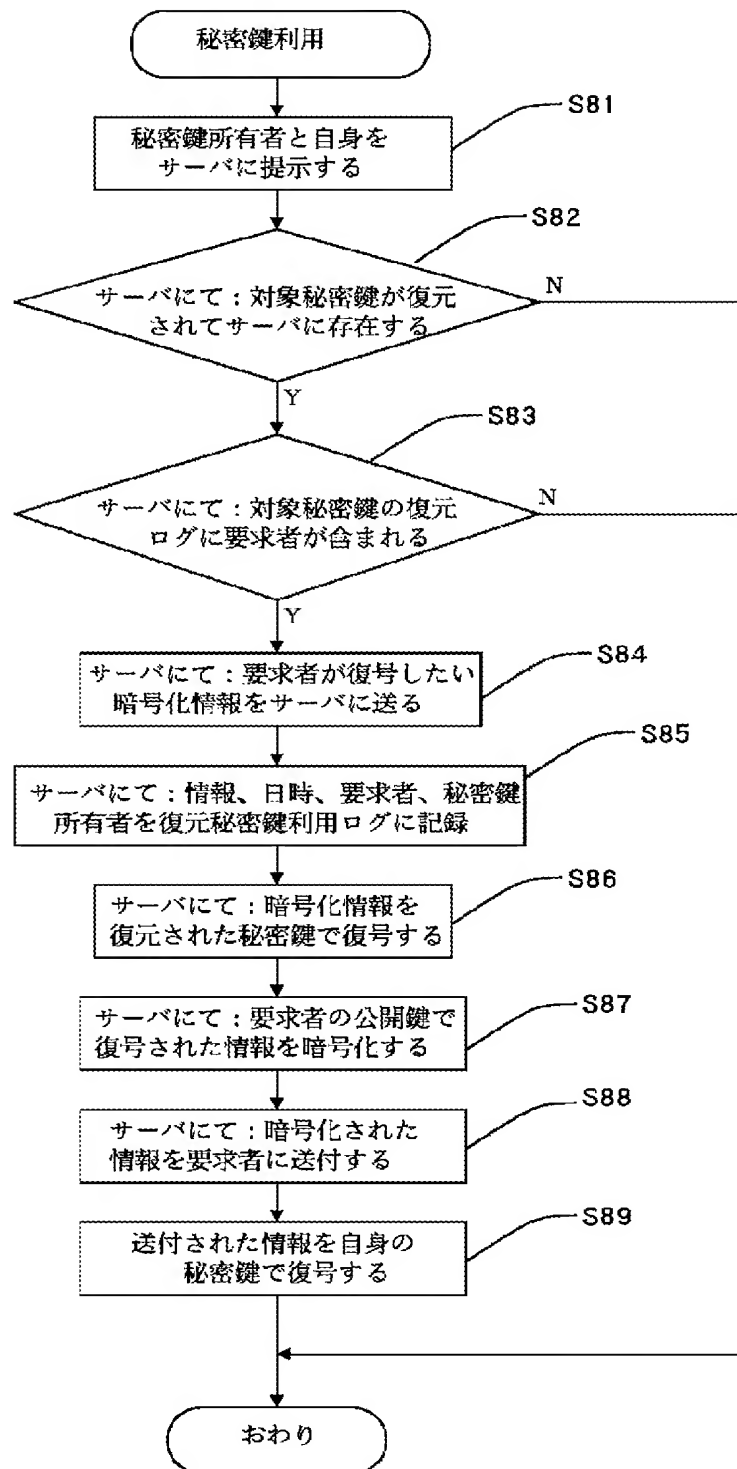 秘密鍵利用
S81
秘密鍵所有者と自身を
サーバに提示する
S82
サーバにて：対象秘密鍵が復元
されてサーバに存在する
N
Y
S83
サーバにて：対象秘密鍵の復元
ログに要求者が含まれる
N
Y
S84
サーバにて：要求者が復号したい
暗号化情報をサーバに送る
S85
サーバにて：情報、日時、要求者、秘密鍵
所有者を復元秘密鍵利用ログに記録
S86
サーバにて：暗号化情報を
復元された秘密鍵で復号する
S87
サーバにて：要求者の公開鍵で
復号された情報を暗号化する
S88
サーバにて：暗号化された
情報を要求者に送付する
S89
送付された情報を自身の
秘密鍵で復号する
おわり